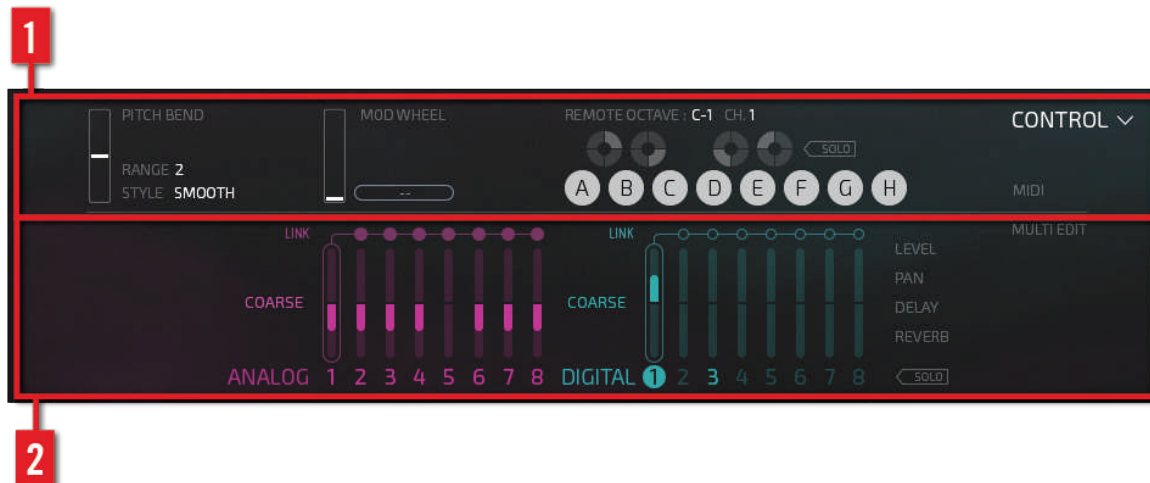 1
PITCH BEND
MOD WHEEL
REMOTE OCTAVE : C-1 CH. 1
CONTROL
SOLO
RANGE 2
STYLE SMOOTH
--
A B C D E F G H
MIDI
LINK
LINK
MULTI EDIT
LEVEL
PAN
COARSE
COARSE
DELAY
REVERB
ANALOG 1 2 3 4 5 6 7 8
DIGITAL 1 2 3 4 5 6 7 8
SOLO
2